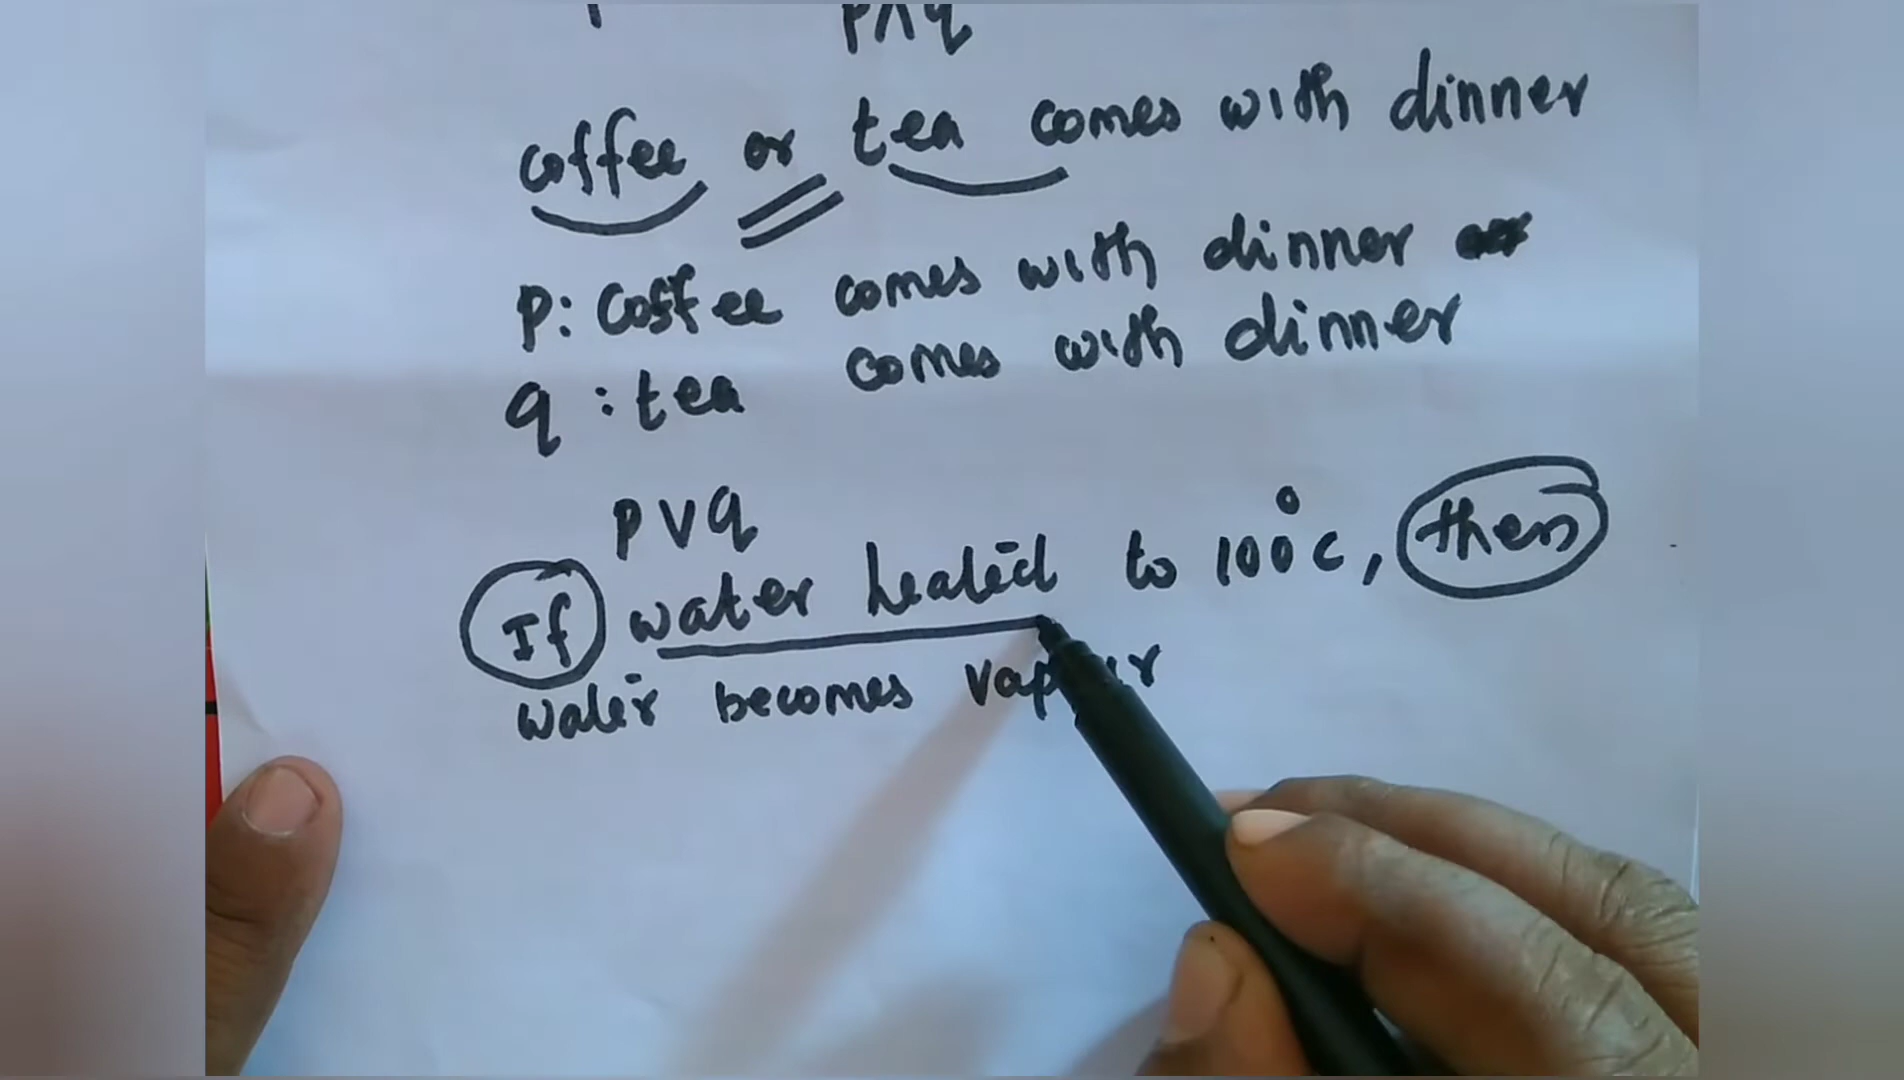 p∧q
coffee or tea comes with dinner
p: Coffee comes with dinner
q : tea comes with dinner
p∨q
If water heated to 100°C, then
water becomes